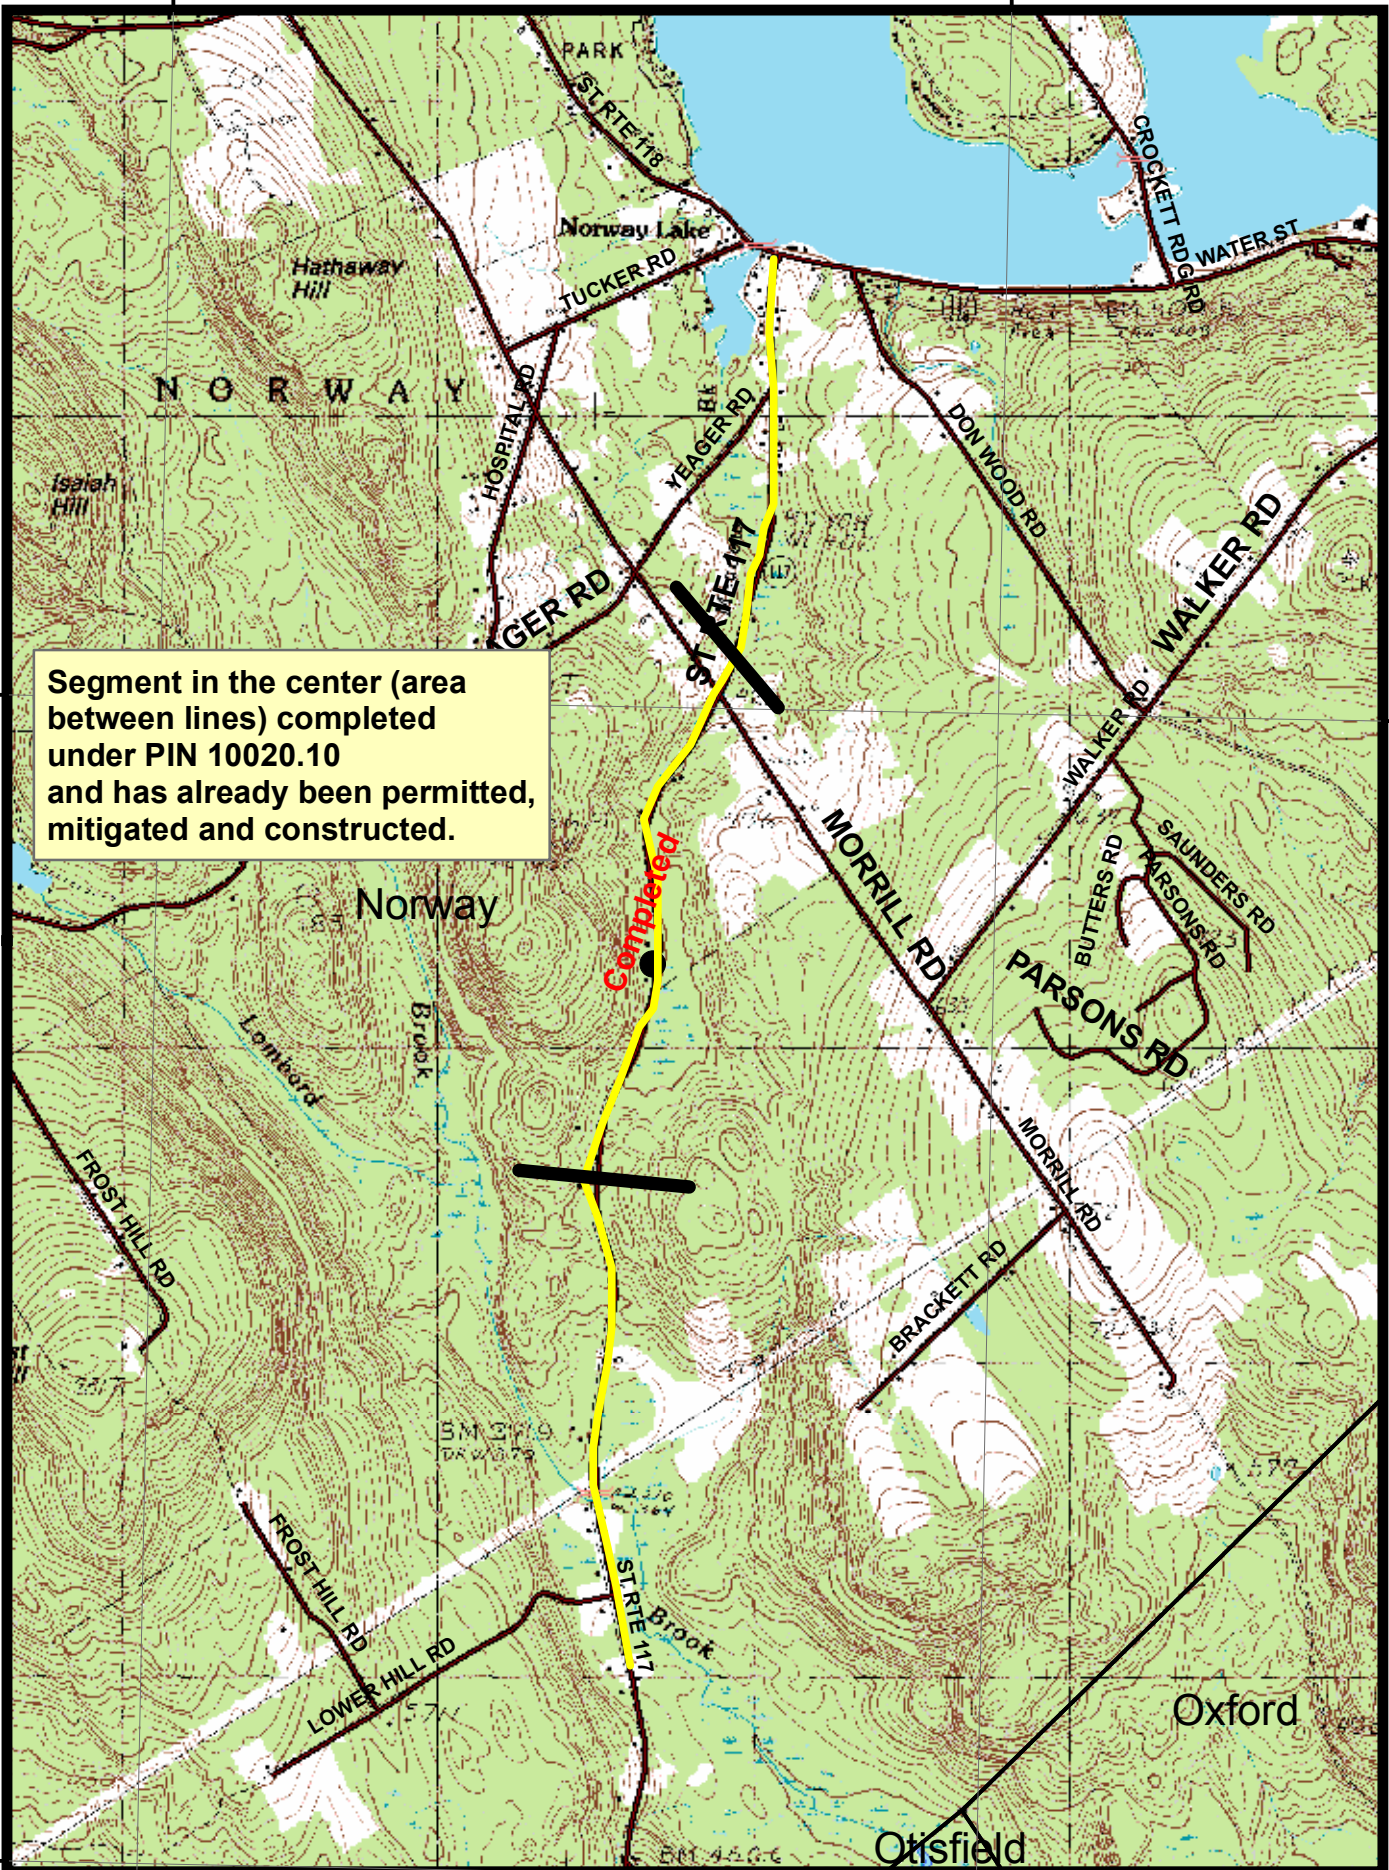 PARK
ST RTE 118
CROCKETT RD
Norway Lake
WATER ST
G RD
Hathaway
Hill
TUCKER RD
NORWAY
HOSPITAL RD
Bk
YEAGER RD
DON WOOD RD
Isaiah
Hill
WALKER RD
ST RTE 117
GER RD
Segment in the center (area
between lines) completed
under PIN 10020.10
and has already been permitted,
mitigated and constructed.
WALKER RD
MORRILL RD
SAUNDERS RD
PARSONS RD
BUTTERS RD
Completed
Norway
PARSONS RD
Lombard
Brook
MORRILL RD
FROST HILL RD
BRACKETT RD
FROST HILL RD
ST RTE 117
Brook
LOWER HILL RD
Oxford
Otisfield